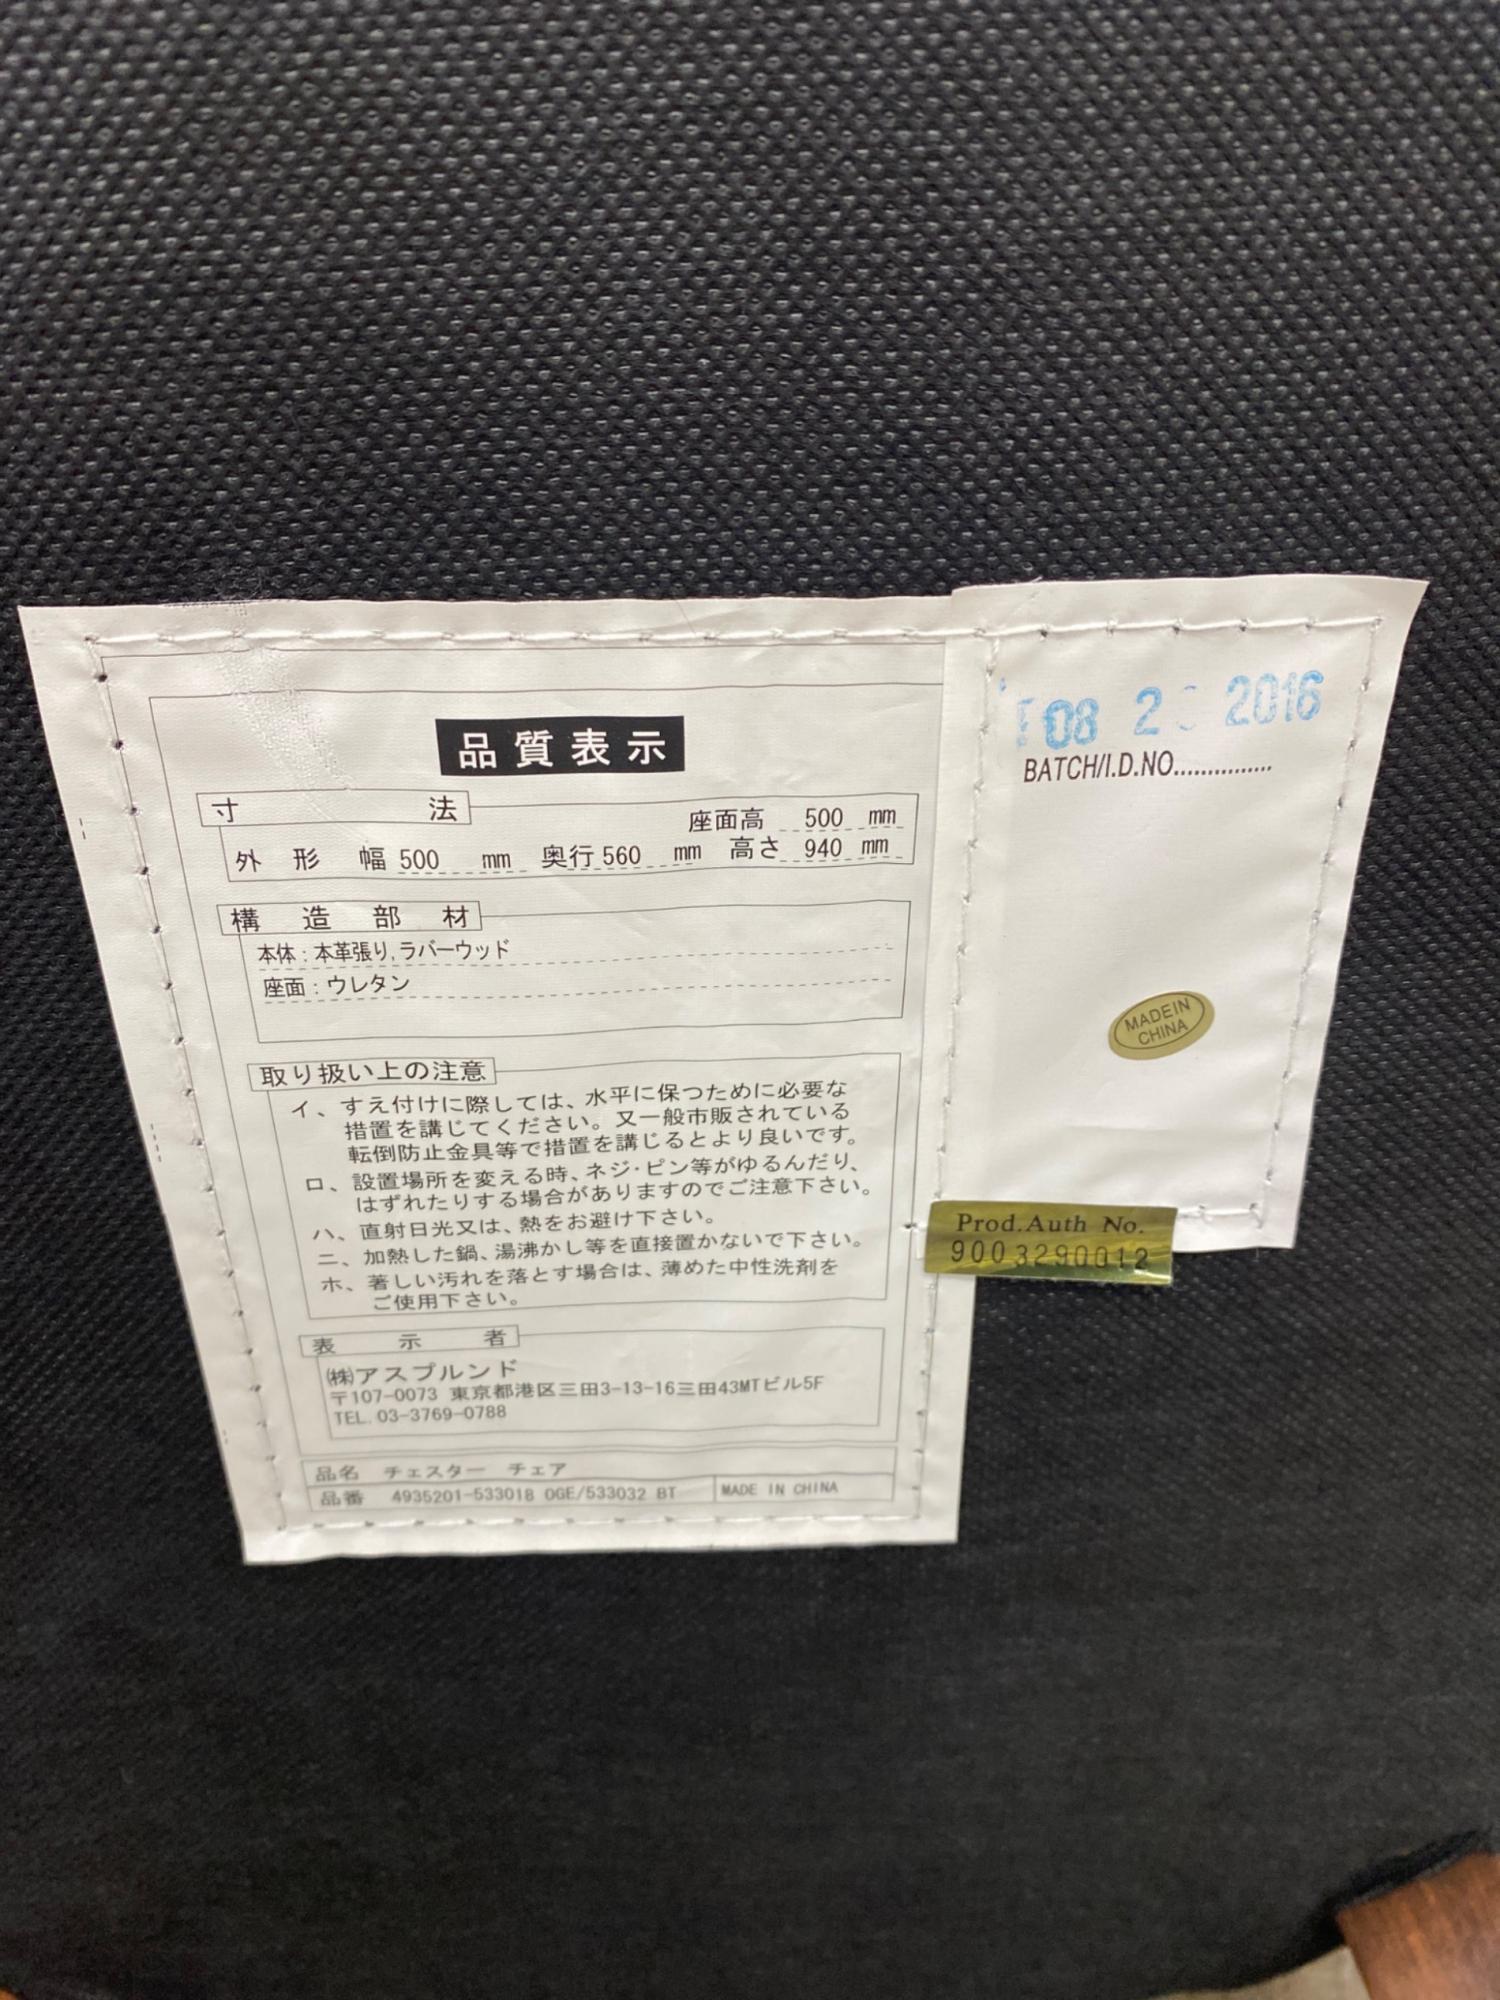 品質表示
寸法
座面高 500 mm
外形 幅 500 mm 奥行 560 mm 高さ 940 mm
構造部材
本体:本革張り,ラバーウッド
座面:ウレタン
取り扱い上の注意
イ、すえ付けに際しては、水平に保つために必要な
措置を講じてください。又一般市販されている
転倒防止金具等で措置を講じるとより良いです。
ロ、設置場所を変える時、ネジ・ピン等がゆるんだり、
はずれたりする場合がありますのでご注意下さい。
ハ、直射日光又は、熱をお避け下さい。
ニ、加熱した鍋、湯沸かし等を直接置かないで下さい。
ホ、著しい汚れを落とす場合は、薄めた中性洗剤を
ご使用下さい。
表示者
㈱アスプルンド
〒107-0073 東京都港区三田3-13-16三田43MTビル5F
TEL.03-3769-0788
品名 チェスター チェア
品番 4935201-533018 OGE/533032 BT MADE IN CHINA
08 2 2016
BATCH/I.D.NO...............
MADE IN
CHINA
Prod.Auth No.
9003290012